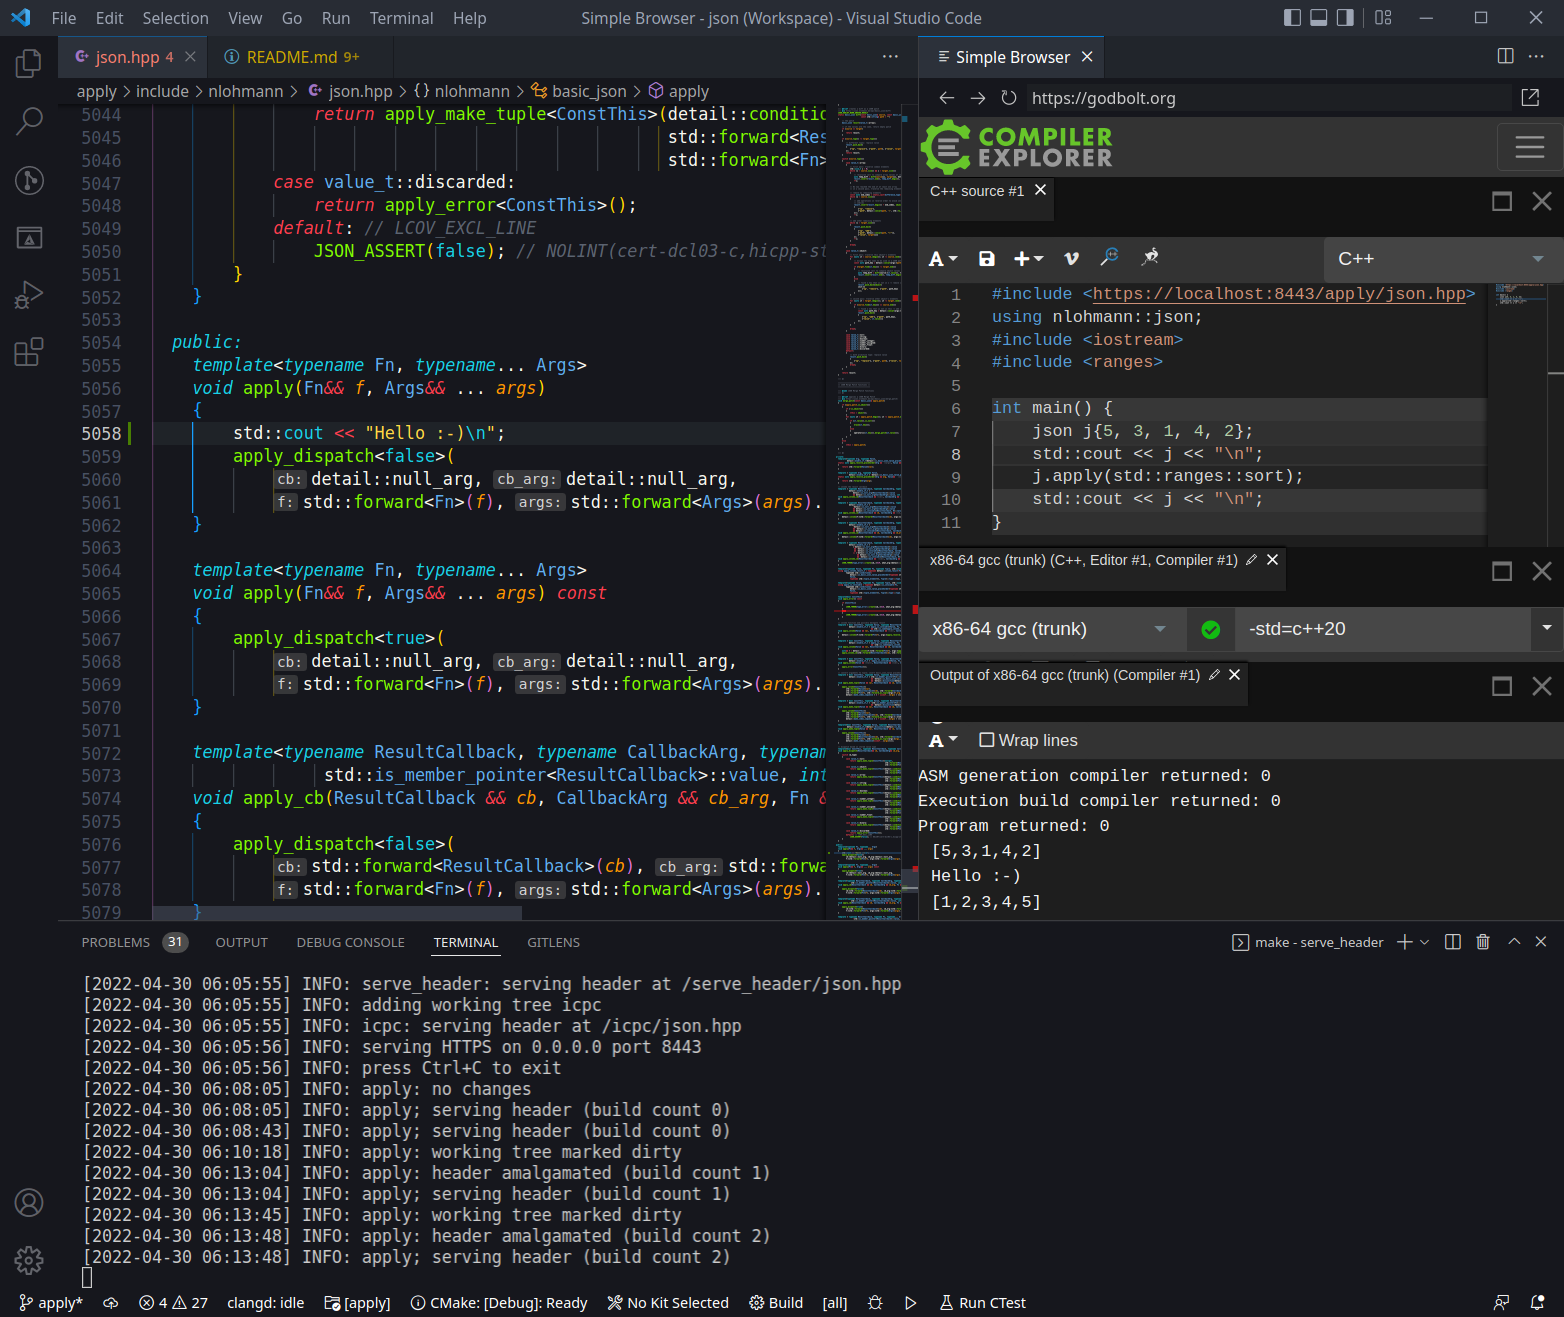 File Edit Selection View Go Run Terminal Help
Simple Browser - json (Workspace) - Visual Studio Code
json.hpp 4
README.md 9+
apply > include > nlohmann > json.hpp > {} nlohmann > basic_json > apply
5044 return apply_make_tuple<ConstThis>(detail::conditio
5045 std::forward<Res
5046 std::forward<Fn>
5047 case value_t::discarded:
5048 return apply_error<ConstThis>();
5049 default: // LCOV_EXCL_LINE
5050 JSON_ASSERT(false); // NOLINT(cert-dcl03-c,hicpp-st
5051 }
5052 }
5053
5054 public:
5055 template<typename Fn, typename... Args>
5056 void apply(Fn&& f, Args&& ... args)
5057 {
5058 std::cout << "Hello :-)\n";
5059 apply_dispatch<false>(
5060 cb: detail::null_arg, cb_arg: detail::null_arg,
5061 f: std::forward<Fn>(f), args: std::forward<Args>(args).
5062 }
5063
5064 template<typename Fn, typename... Args>
5065 void apply(Fn&& f, Args&& ... args) const
5066 {
5067 apply_dispatch<true>(
5068 cb: detail::null_arg, cb_arg: detail::null_arg,
5069 f: std::forward<Fn>(f), args: std::forward<Args>(args).
5070 }
5071
5072 template<typename ResultCallback, typename CallbackArg, typenam
5073 std::is_member_pointer<ResultCallback>::value, int
5074 void apply_cb(ResultCallback && cb, CallbackArg && cb_arg, Fn &
5075 {
5076 apply_dispatch<false>(
5077 cb: std::forward<ResultCallback>(cb), cb_arg: std::forwa
5078 f: std::forward<Fn>(f), args: std::forward<Args>(args).
5079 }
Simple Browser
https://godbolt.org
COMPILER
EXPLORER
C++ source #1
A
C++
1 #include <https://localhost:8443/apply/json.hpp>
2 using nlohmann::json;
3 #include <iostream>
4 #include <ranges>
5
6 int main() {
7 json j{5, 3, 1, 4, 2};
8 std::cout << j << "\n";
9 j.apply(std::ranges::sort);
10 std::cout << j << "\n";
11 }
x86-64 gcc (trunk) (C++, Editor #1, Compiler #1)
x86-64 gcc (trunk)
-std=c++20
Output of x86-64 gcc (trunk) (Compiler #1)
A Wrap lines
ASM generation compiler returned: 0
Execution build compiler returned: 0
Program returned: 0
[5,3,1,4,2]
Hello :-)
[1,2,3,4,5]
PROBLEMS 31 OUTPUT DEBUG CONSOLE TERMINAL GITLENS
make - serve_header
[2022-04-30 06:05:55] INFO: serve_header: serving header at /serve_header/json.hpp
[2022-04-30 06:05:55] INFO: adding working tree icpc
[2022-04-30 06:05:55] INFO: icpc: serving header at /icpc/json.hpp
[2022-04-30 06:05:56] INFO: serving HTTPS on 0.0.0.0 port 8443
[2022-04-30 06:05:56] INFO: press Ctrl+C to exit
[2022-04-30 06:08:05] INFO: apply: no changes
[2022-04-30 06:08:05] INFO: apply; serving header (build count 0)
[2022-04-30 06:08:43] INFO: apply; serving header (build count 0)
[2022-04-30 06:10:18] INFO: apply: working tree marked dirty
[2022-04-30 06:13:04] INFO: apply: header amalgamated (build count 1)
[2022-04-30 06:13:04] INFO: apply; serving header (build count 1)
[2022-04-30 06:13:45] INFO: apply: working tree marked dirty
[2022-04-30 06:13:48] INFO: apply: header amalgamated (build count 2)
[2022-04-30 06:13:48] INFO: apply; serving header (build count 2)
apply* 4 27 clangd: idle [apply] CMake: [Debug]: Ready No Kit Selected Build [all] Run CTest